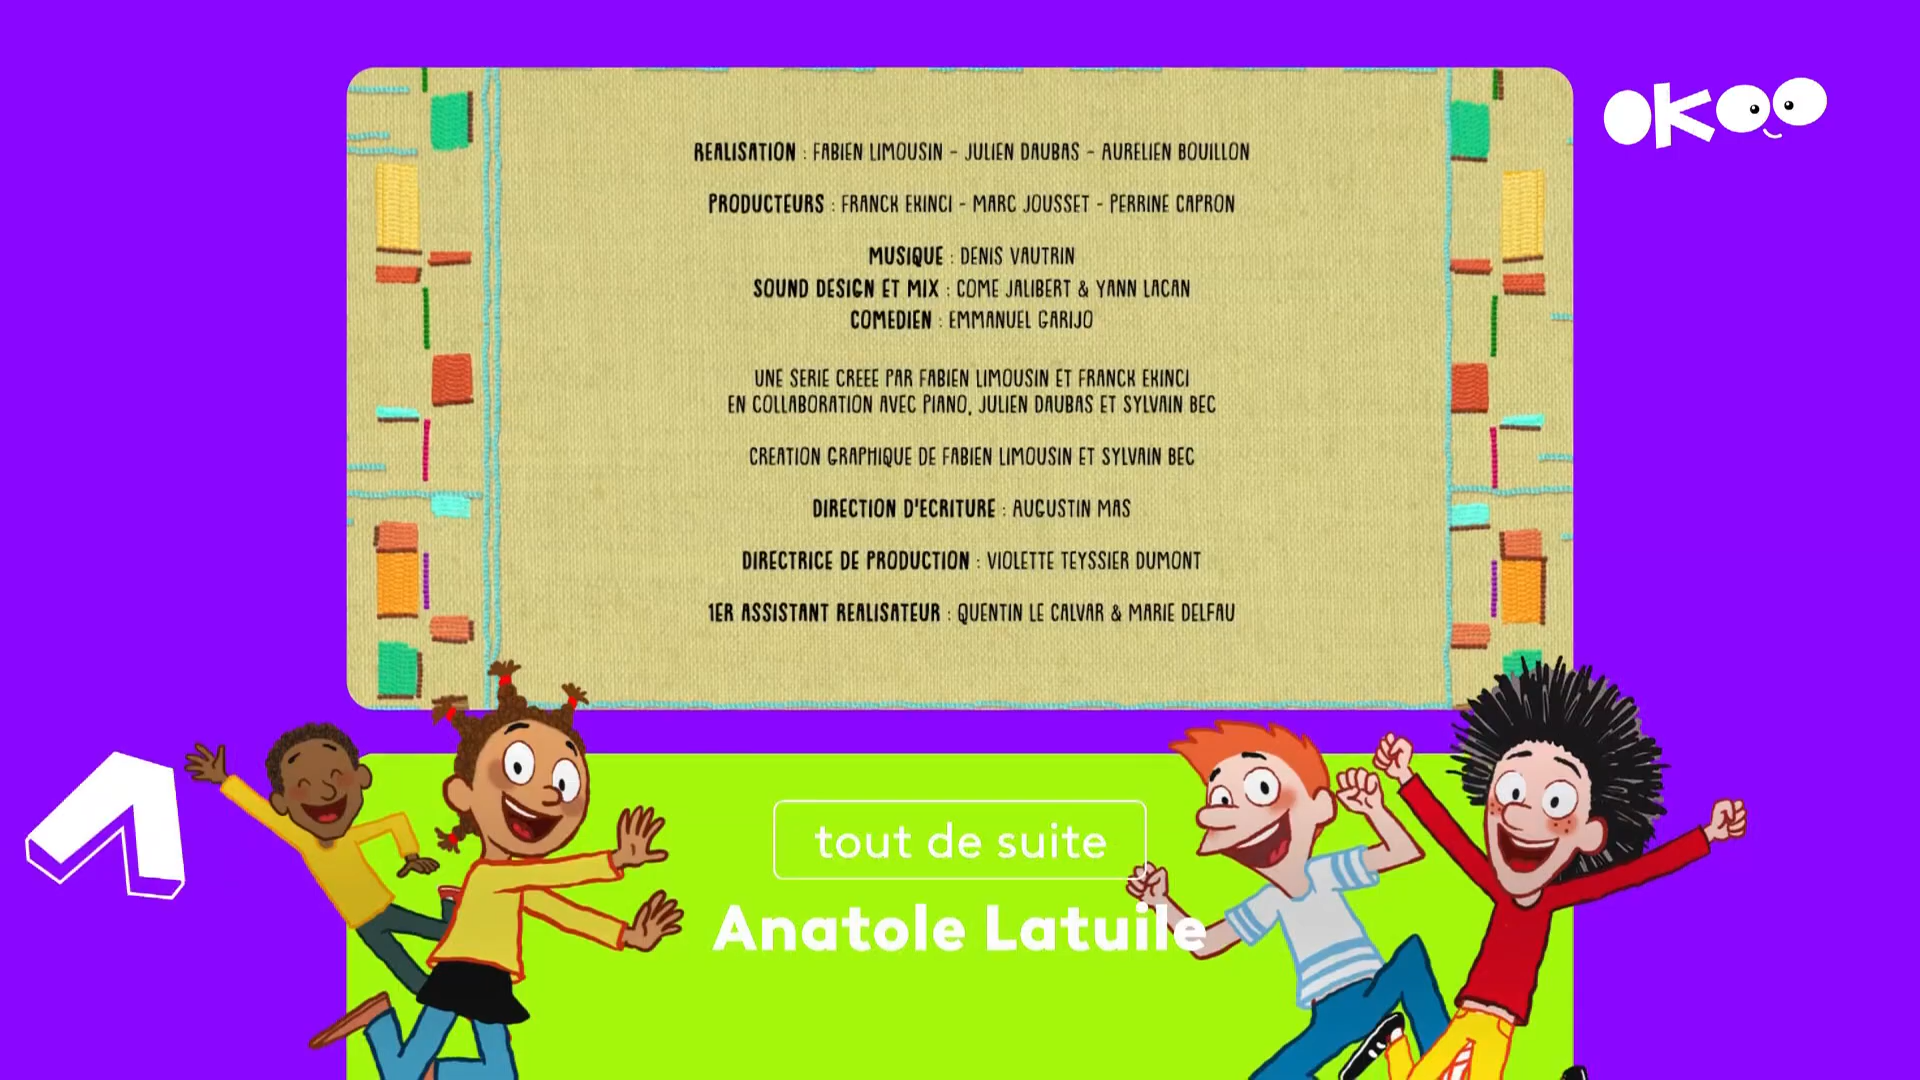 OKOO
REALISATION : FABIEN LIMOUSIN - JULIEN DAUBAS - AURELIEN BOUILLON
PRODUCTEURS : FRANCK EKINCI - MARC JOUSSET - PERRINE CAPRON
MUSIQUE : DENIS VAUTRIN
SOUND DESIGN ET MIX : COME JALIBERT & YANN LACAN
COMEDIEN : EMMANUEL GARIJO
UNE SERIE CREEE PAR FABIEN LIMOUSIN ET FRANCK EKINCI
EN COLLABORATION AVEC PIANO, JULIEN DAUBAS ET SYLVAIN BEC
CREATION GRAPHIQUE DE FABIEN LIMOUSIN ET SYLVAIN BEC
DIRECTION D'ECRITURE : AUGUSTIN MAS
DIRECTRICE DE PRODUCTION : VIOLETTE TEYSSIER DUMONT
1ER ASSISTANT REALISATEUR : QUENTIN LE CALVAR & MARIE DELFAU
tout de suite
Anatole Latuile